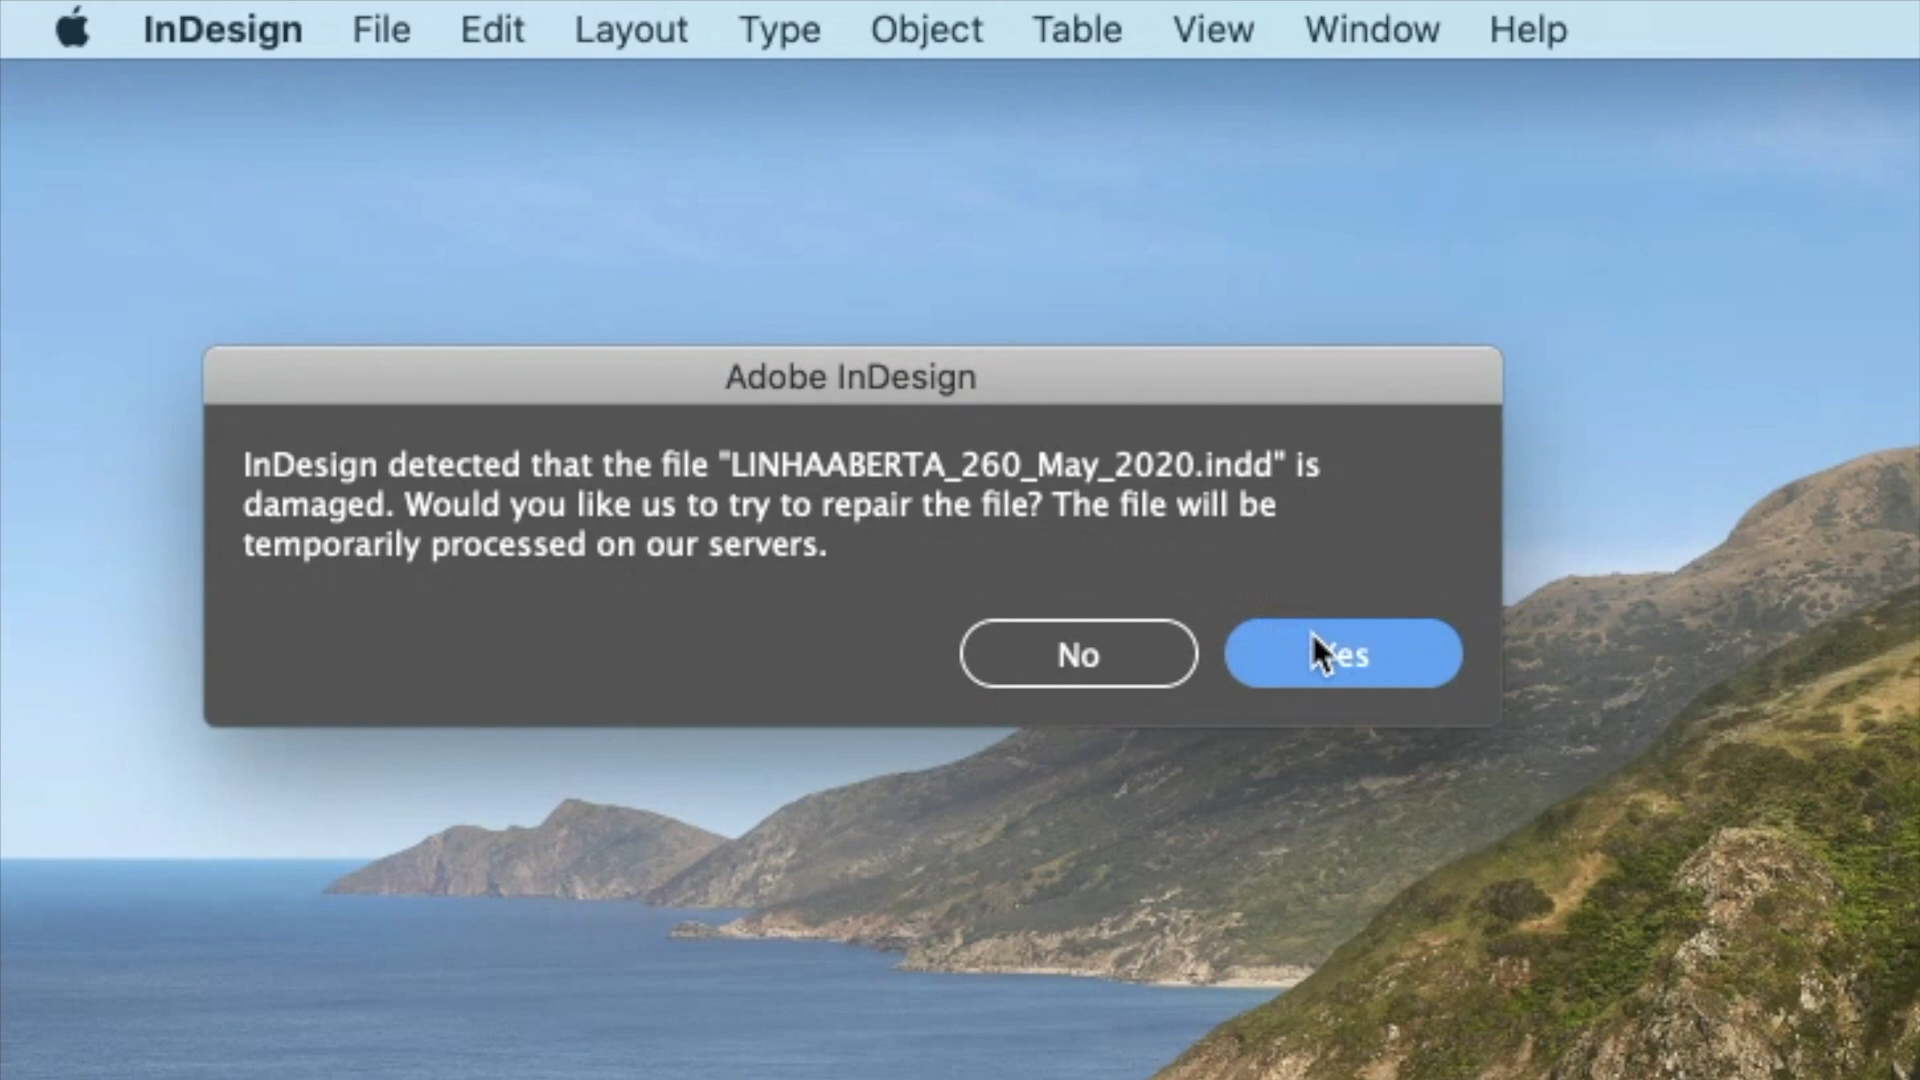 InDesign File Edit Layout Type Object Table View Window Help
Adobe InDesign
InDesign detected that the file "LINHAABERTA_260_May_2020.indd" is
damaged. Would you like us to try to repair the file? The file will be
temporarily processed on our servers.
No Yes